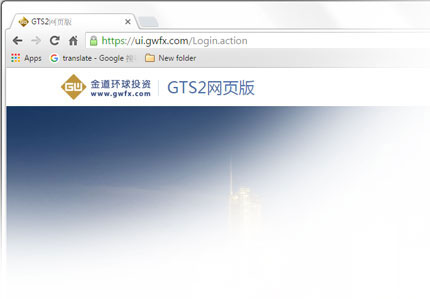 GTS2网页版
https://ui.gwfx.com/Login.action
Apps
translate - Google
New folder
GW
金道环球投资
www.gwfx.com
GTS2网页版